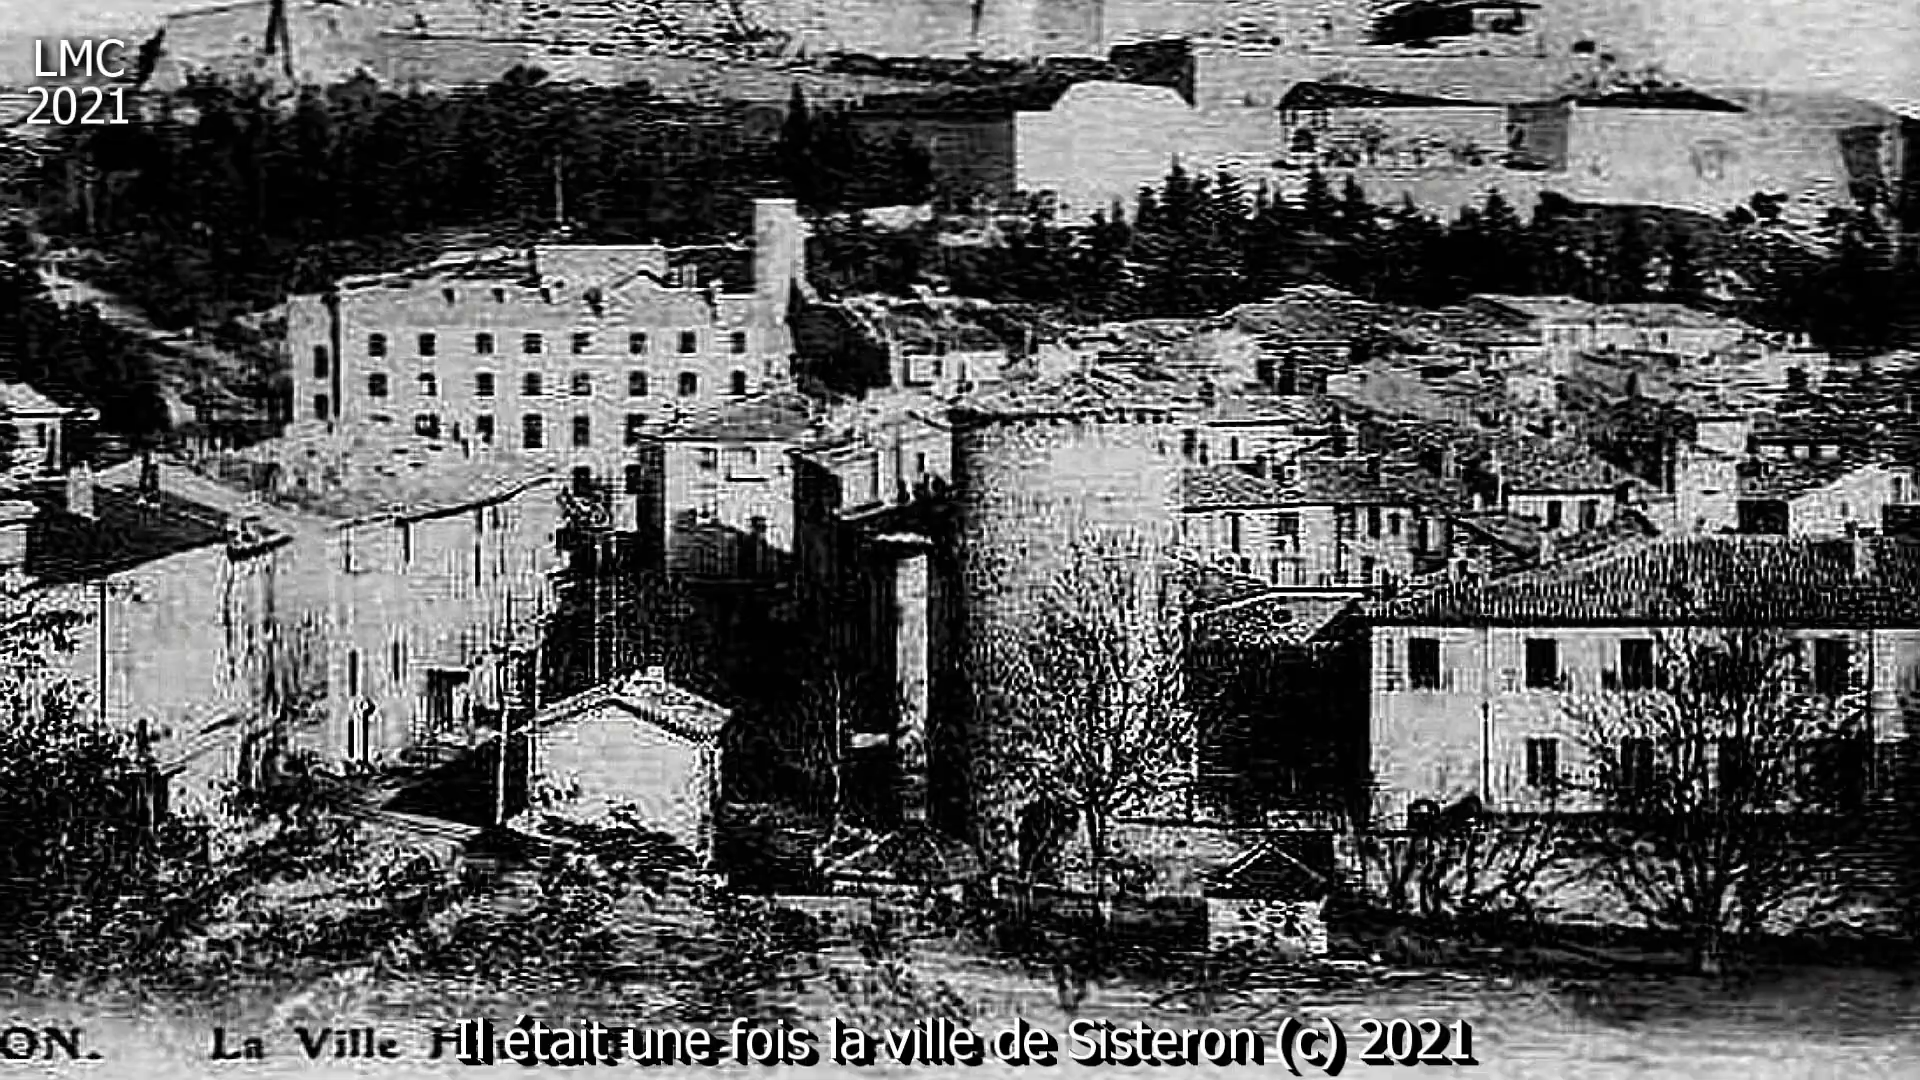 LMC
2021
ON. La Ville
Il était une fois la ville de Sisteron (c) 2021